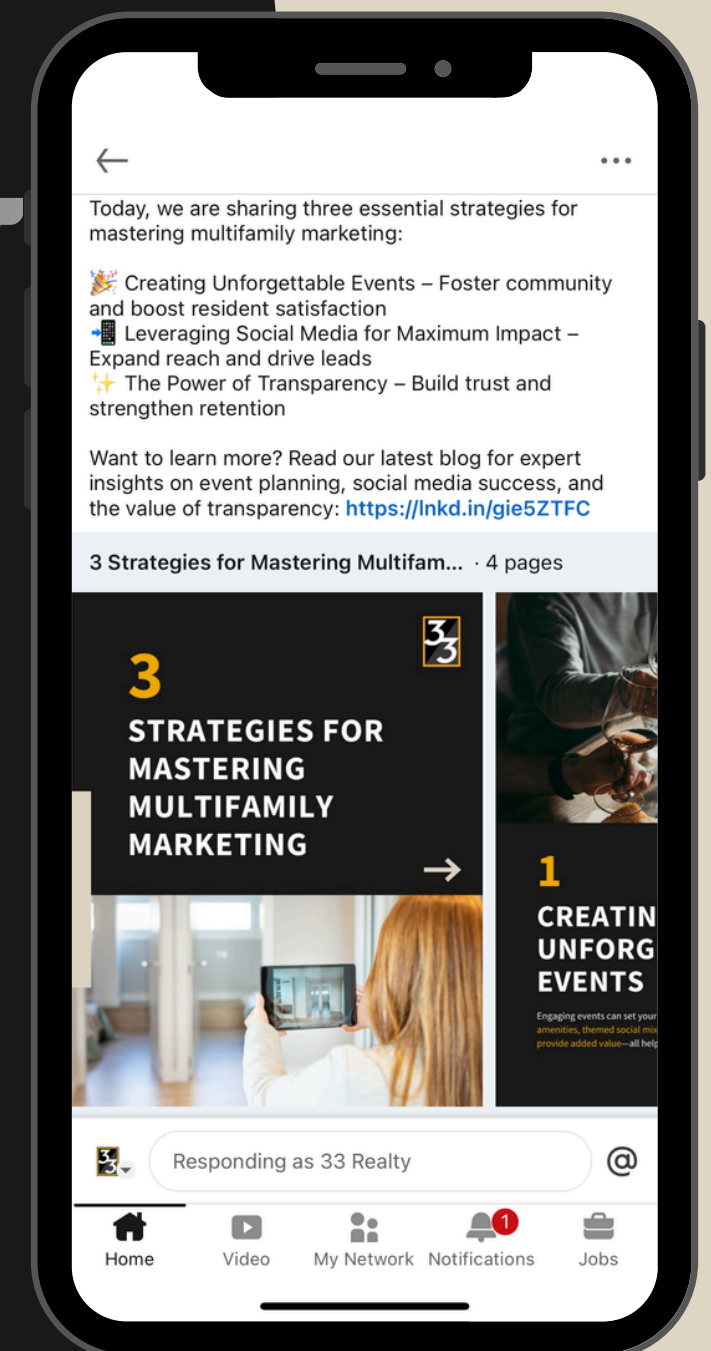 Today, we are sharing three essential strategies for
mastering multifamily marketing:
🎉 Creating Unforgettable Events – Foster community
and boost resident satisfaction
📲 Leveraging Social Media for Maximum Impact –
Expand reach and drive leads
✨ The Power of Transparency – Build trust and
strengthen retention
Want to learn more? Read our latest blog for expert
insights on event planning, social media success, and
the value of transparency: https://lnkd.in/gie5ZTFC
3 Strategies for Mastering Multifam... · 4 pages
33
3
STRATEGIES FOR
MASTERING
MULTIFAMILY
MARKETING
1
CREATIN
UNFORG
EVENTS
Engaging events can set your
amenities, themed social mix
provide added value—all help
33
Responding as 33 Realty
@
1
Home
Video
My Network
Notifications
Jobs